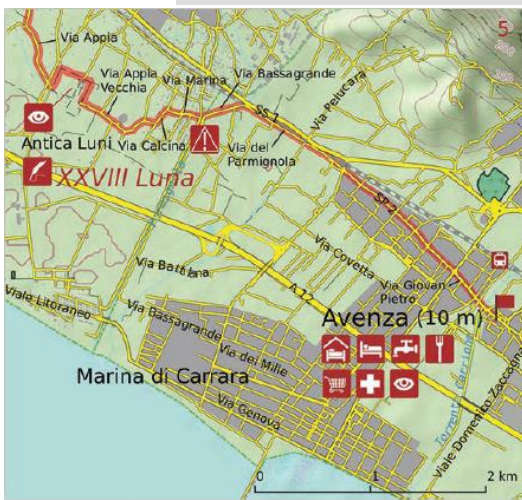 5
Via Appia
Via Appia
Vecchia
Via Marina
Via Bassagrande
SS 1
Via Pelucara
Antica Luni
Via Calcina
Via del
Parmignola
XXVIII Luna
SP 2
Via Covetta
Via Giovan
Pietro
Via Battilana
A 12
Viale Litoraneo
Via Bassagrande
Avenza (10 m)
Via dei Mille
Marina di Carrara
Via Genova
Torrente Carrione
Viale Domenico Zaccagna
0 1 2 km